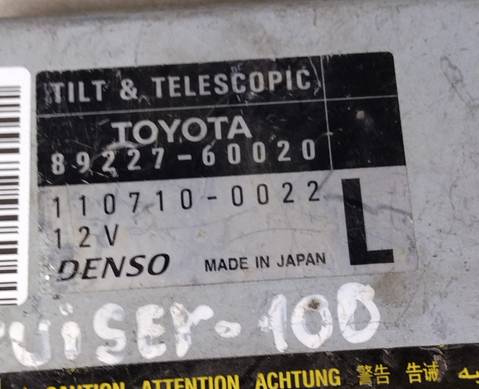 TILT & TELESCOPIC
TOYOTA
89227-60020
110710-0022
12V
L
DENSO MADE IN JAPAN
uiSEr-100
CAUTION ATTENTION ACHTUNG 警告 告诫